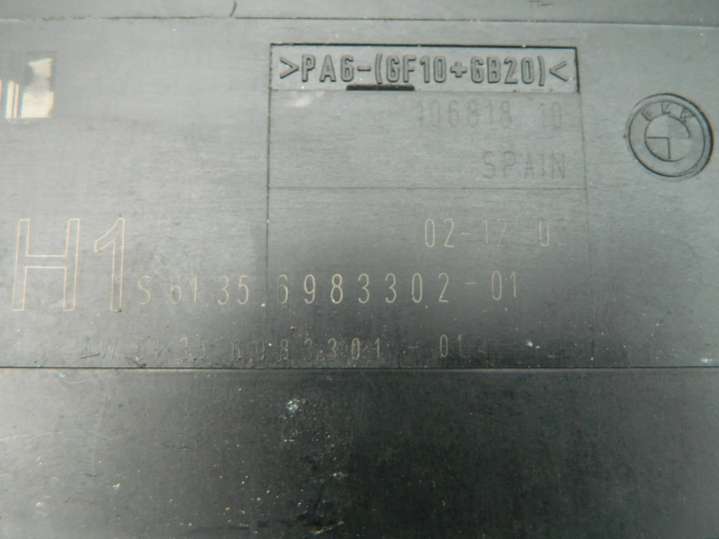 >PA6-(GF10+GB20)<
106818 10
SPAIN
02-12 0
H1
S 61 35 6983302-01